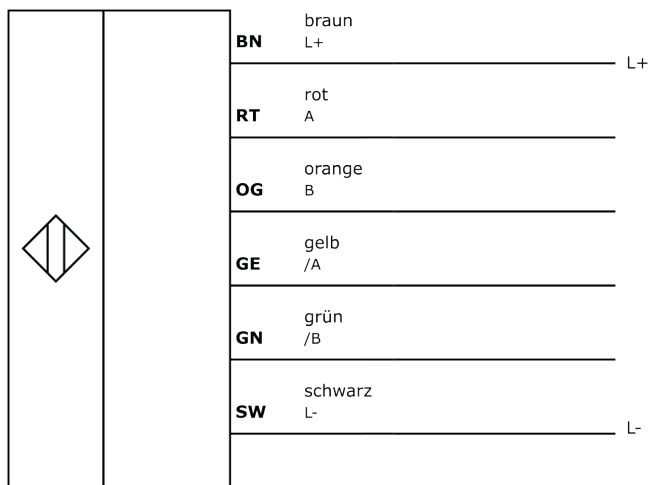 braun
BN L+
L+
rot
RT A
orange
OG B
gelb
GE /A
grün
GN /B
schwarz
SW L-
L-